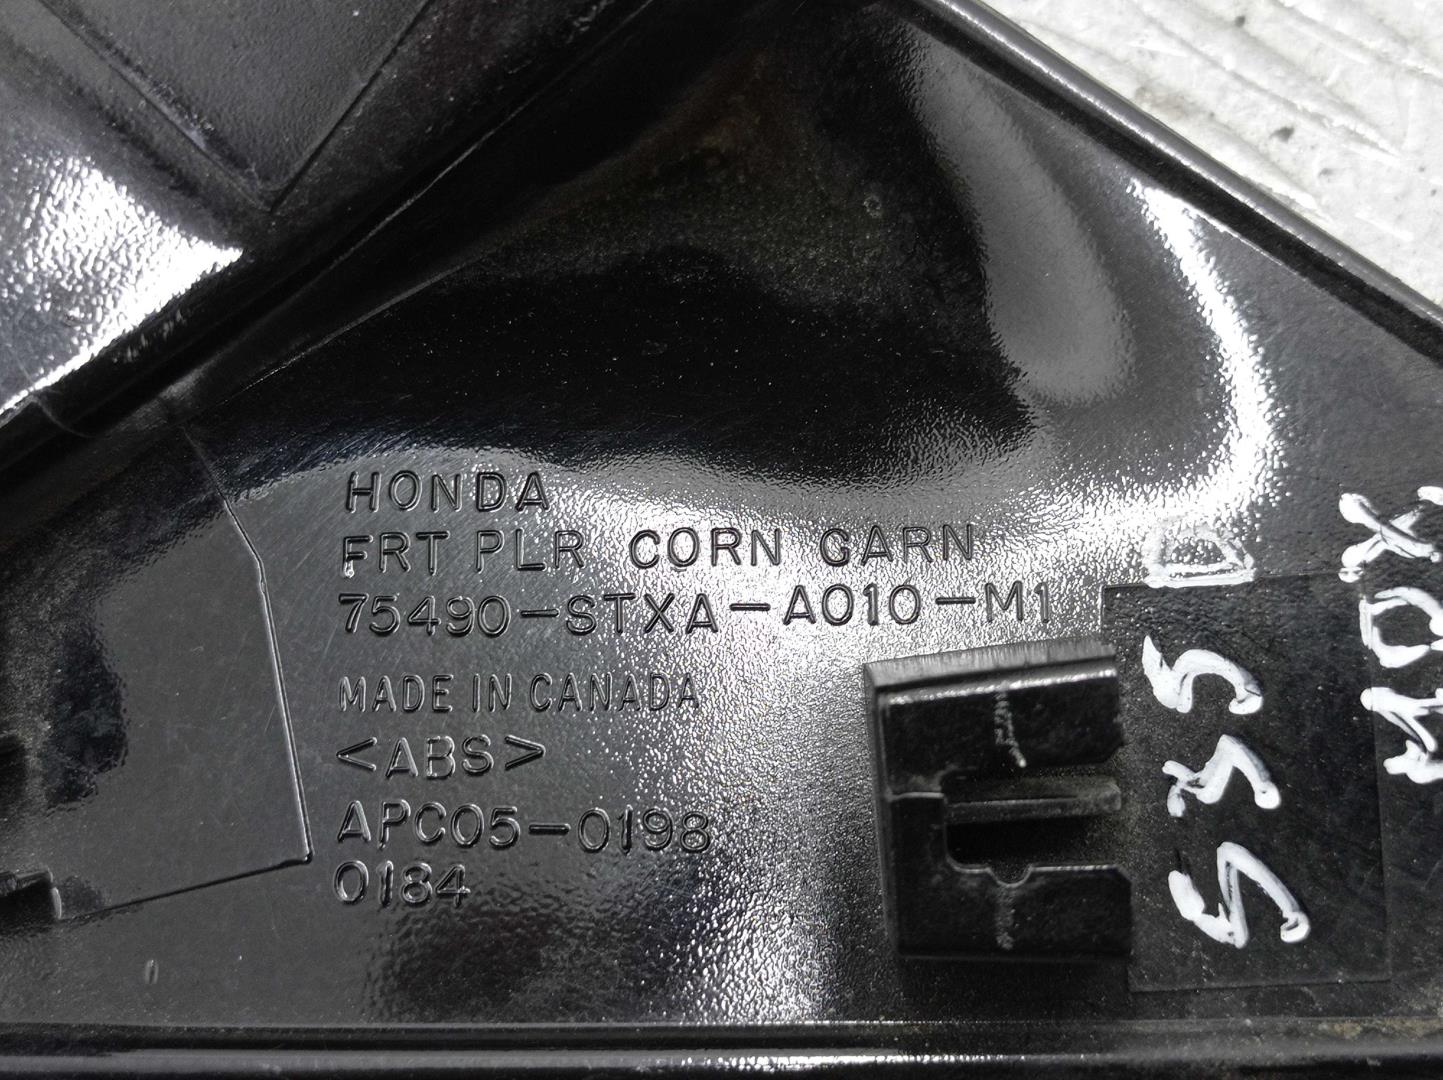 HONDA
FRT PLR CORN GARN
75490-STXA-A010-M1
MADE IN CANADA
<ABS>
APC05-0198
0184